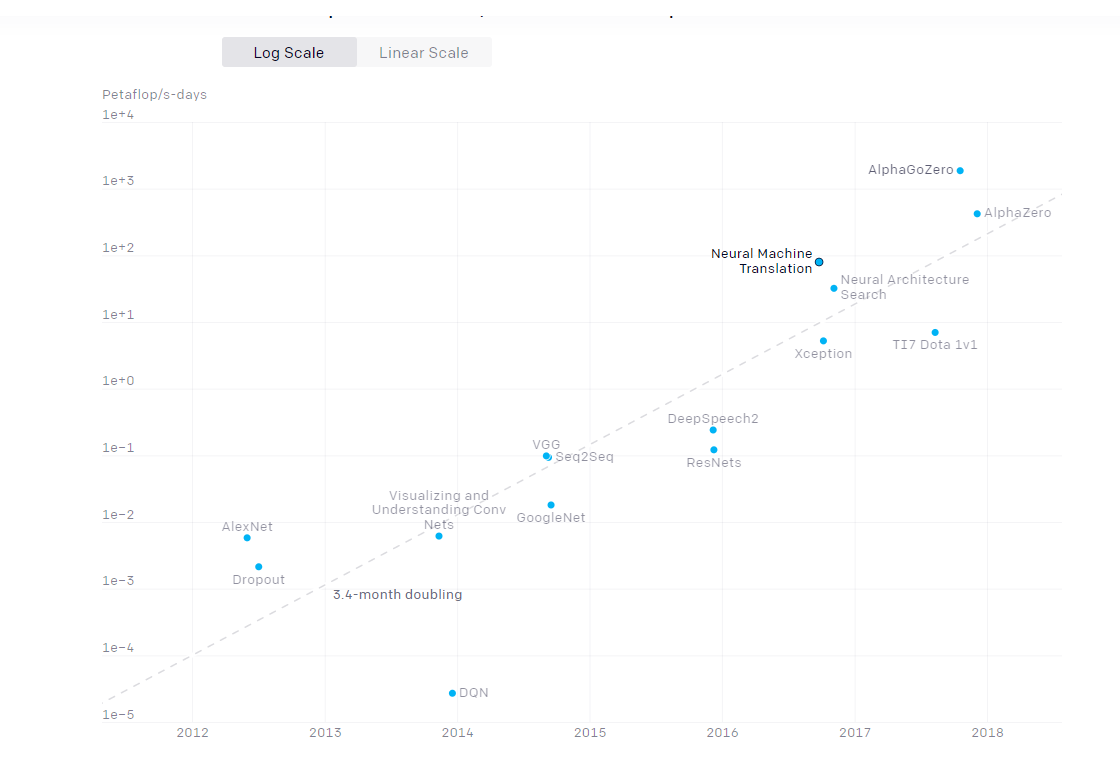 Log Scale
Linear Scale
Petaflop/s-days
1e+4
1e+3
1e+2
1e+1
1e+0
1e-1
1e-2
1e-3
1e-4
1e-5
AlphaGoZero
AlphaZero
Neural Machine
Translation
Neural Architecture
Search
TI7 Dota 1v1
Xception
DeepSpeech2
ResNets
VGG
Seq2Seq
GoogleNet
Visualizing and
Understanding Conv
Nets
AlexNet
Dropout
3.4-month doubling
DQN
2012
2013
2014
2015
2016
2017
2018